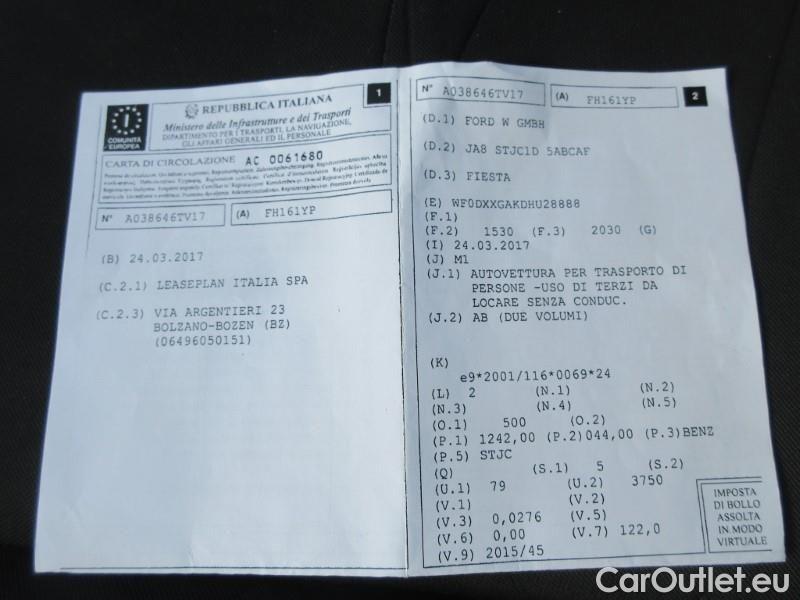 I
COMUNITÀ
EUROPEA
REPUBBLICA ITALIANA
Ministero delle Infrastrutture e dei Trasporti
DIPARTIMENTO PER I TRASPORTI, LA NAVIGAZIONE,
GLI AFFARI GENERALI ED IL PERSONALE
1
CARTA DI CIRCOLAZIONE AC 0061680
N° A038646TV17 (A) FH161YP
(B) 24.03.2017
(C.2.1) LEASEPLAN ITALIA SPA
(C.2.3) VIA ARGENTIERI 23
BOLZANO-BOZEN (BZ)
(06496050151)
N° A038646TV17 (A) FH161YP 2
(D.1) FORD W GMBH
(D.2) JA8 STJC1D 5ABCAF
(D.3) FIESTA
(E) WF0DXXGAKDHU28888
(F.1)
(F.2) 1530 (F.3) 2030 (G)
(I) 24.03.2017
(J) M1
(J.1) AUTOVETTURA PER TRASPORTO DI
PERSONE -USO DI TERZI DA
LOCARE SENZA CONDUC.
(J.2) AB (DUE VOLUMI)
(K)
e9*2001/116*0069*24
(L) 2 (N.1) (N.2)
(N.3) (N.4) (N.5)
(O.1) 500 (O.2)
(P.1) 1242,00 (P.2)044,00 (P.3)BENZ
(P.5) STJC
(Q) (S.1) 5 (S.2)
(U.1) 79 (U.2) 3750
(V.1) (V.2)
(V.3) 0,0276 (V.5)
(V.6) 0,00 (V.7) 122,0
(V.9) 2015/45
IMPOSTA
DI BOLLO
ASSOLTA
IN MODO
VIRTUALE
CarOutlet.eu